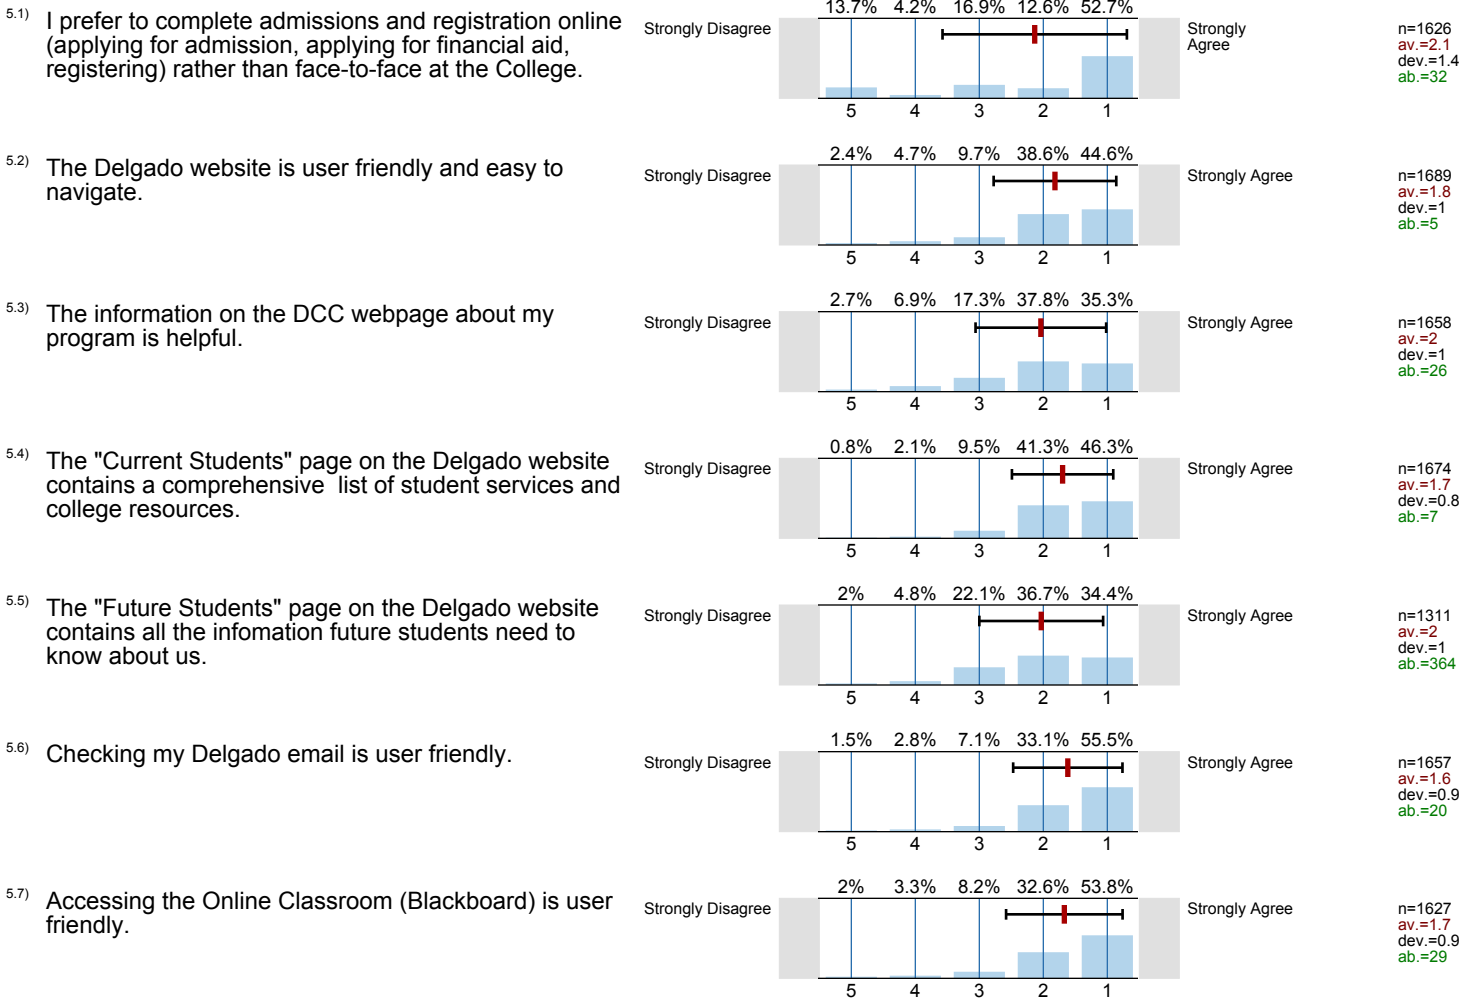 5.1) I prefer to complete admissions and registration online
(applying for admission, applying for financial aid,
registering) rather than face-to-face at the College.
13.7% 4.2% 16.9% 12.6% 52.7%
Strongly Disagree
Strongly
Agree
5 4 3 2 1
n=1626
av.=2.1
dev.=1.4
ab.=32
5.2) The Delgado website is user friendly and easy to
navigate.
2.4% 4.7% 9.7% 38.6% 44.6%
Strongly Disagree
Strongly Agree
5 4 3 2 1
n=1689
av.=1.8
dev.=1
ab.=5
5.3) The information on the DCC webpage about my
program is helpful.
2.7% 6.9% 17.3% 37.8% 35.3%
Strongly Disagree
Strongly Agree
5 4 3 2 1
n=1658
av.=2
dev.=1
ab.=26
5.4) The "Current Students" page on the Delgado website
contains a comprehensive  list of student services and
college resources.
0.8% 2.1% 9.5% 41.3% 46.3%
Strongly Disagree
Strongly Agree
5 4 3 2 1
n=1674
av.=1.7
dev.=0.8
ab.=7
5.5) The "Future Students" page on the Delgado website
contains all the infomation future students need to
know about us.
2% 4.8% 22.1% 36.7% 34.4%
Strongly Disagree
Strongly Agree
5 4 3 2 1
n=1311
av.=2
dev.=1
ab.=364
5.6) Checking my Delgado email is user friendly.
1.5% 2.8% 7.1% 33.1% 55.5%
Strongly Disagree
Strongly Agree
5 4 3 2 1
n=1657
av.=1.6
dev.=0.9
ab.=20
5.7) Accessing the Online Classroom (Blackboard) is user
friendly.
2% 3.3% 8.2% 32.6% 53.8%
Strongly Disagree
Strongly Agree
5 4 3 2 1
n=1627
av.=1.7
dev.=0.9
ab.=29